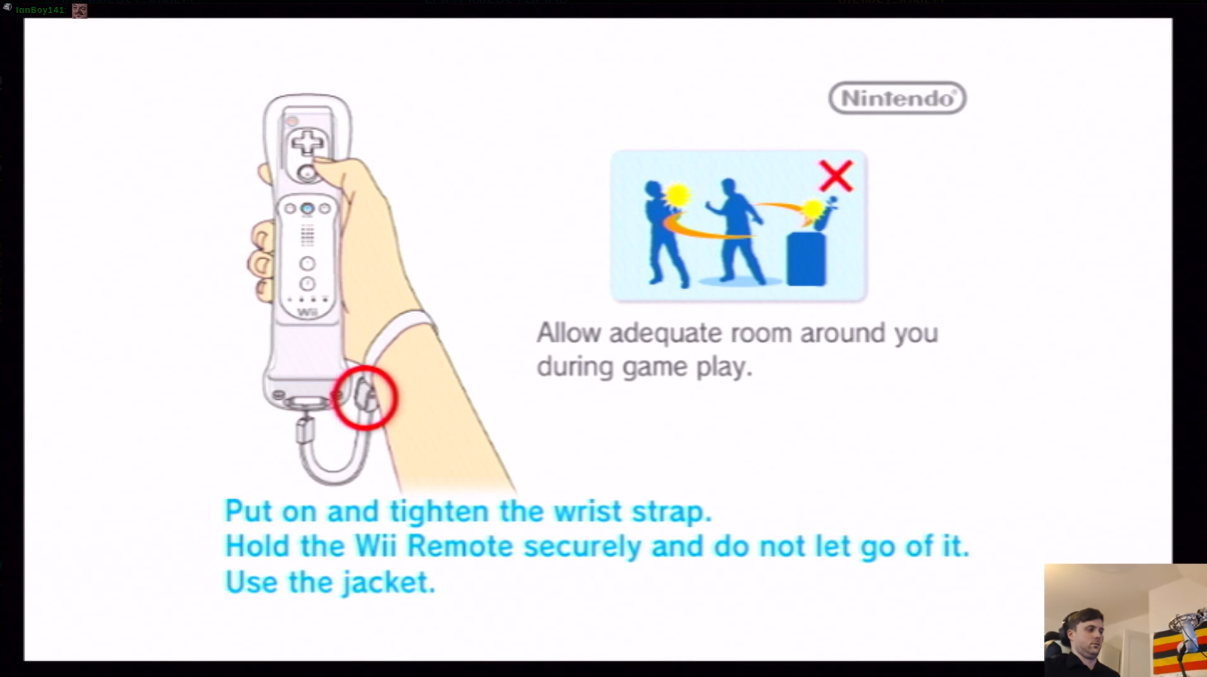 IanBoy141:
Nintendo®
Wii
Allow adequate room around you
during game play.
Put on and tighten the wrist strap.
Hold the Wii Remote securely and do not let go of it.
Use the jacket.